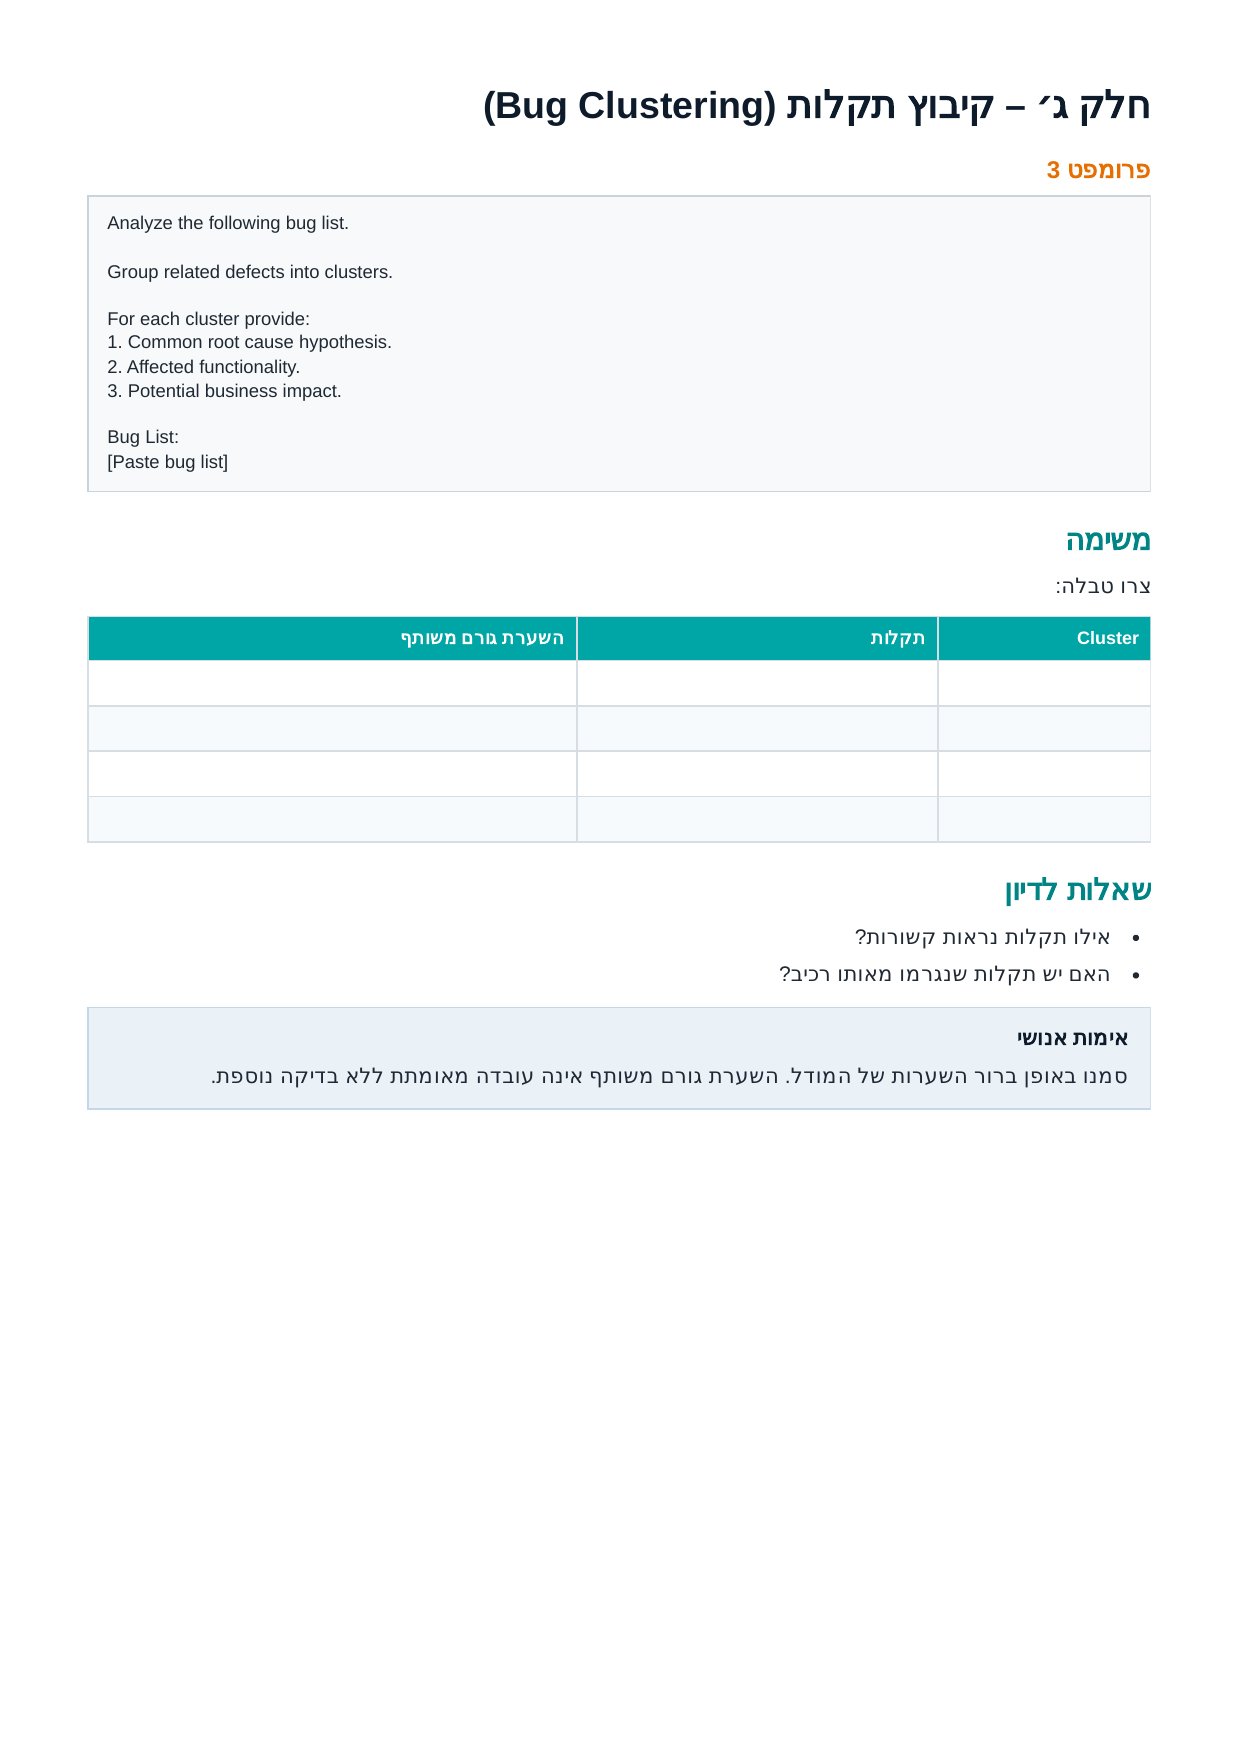 חלק ג׳ – קיבוץ תקלות (Bug Clustering)
פרומפט 3
Analyze the following bug list.
Group related defects into clusters.
For each cluster provide:
1. Common root cause hypothesis.
2. Affected functionality.
3. Potential business impact.
Bug List:
[Paste bug list]
משימה
צרו טבלה:
Cluster תקלות השערת גורם משותף
שאלות לדיון
• אילו תקלות נראות קשורות?
• האם יש תקלות שנגרמו מאותו רכיב?
אימות אנושי
סמנו באופן ברור השערות של המודל. השערת גורם משותף אינה עובדה מאומתת ללא בדיקה נוספת.